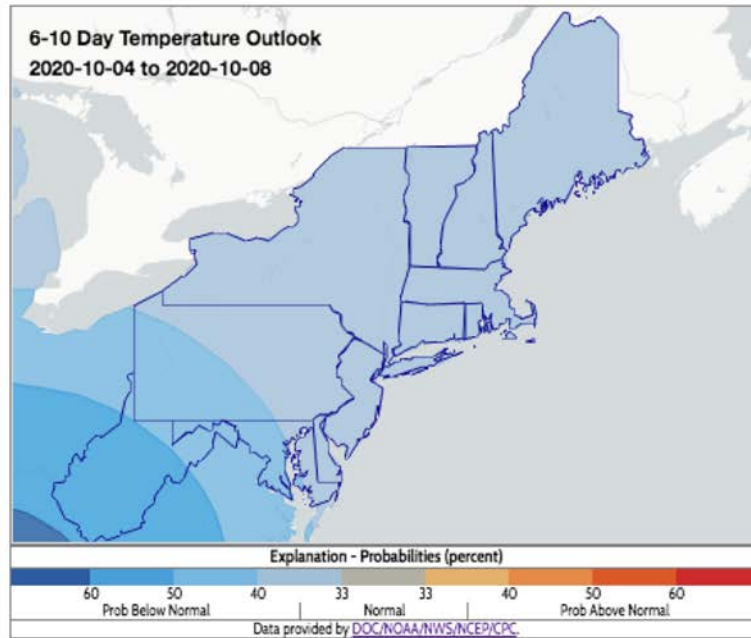 6-10 Day Temperature Outlook
2020-10-04 to 2020-10-08
Explanation - Probabilities (percent)
60 50 40 33 33 40 50 60
Prob Below Normal Normal Prob Above Normal
Data provided by DOC/NOAA/NWS/NCEP/CPC.